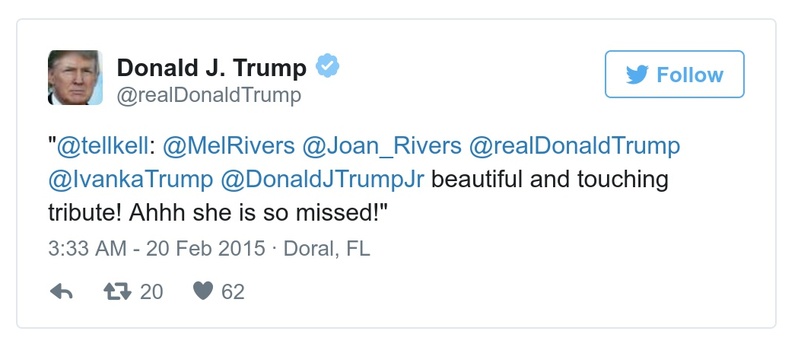 Donald J. Trump
@realDonaldTrump
Follow
"@tellkell: @MelRivers @Joan_Rivers @realDonaldTrump
@IvankaTrump @DonaldJTrumpJr beautiful and touching
tribute! Ahhh she is so missed!"
3:33 AM - 20 Feb 2015 · Doral, FL
20 62